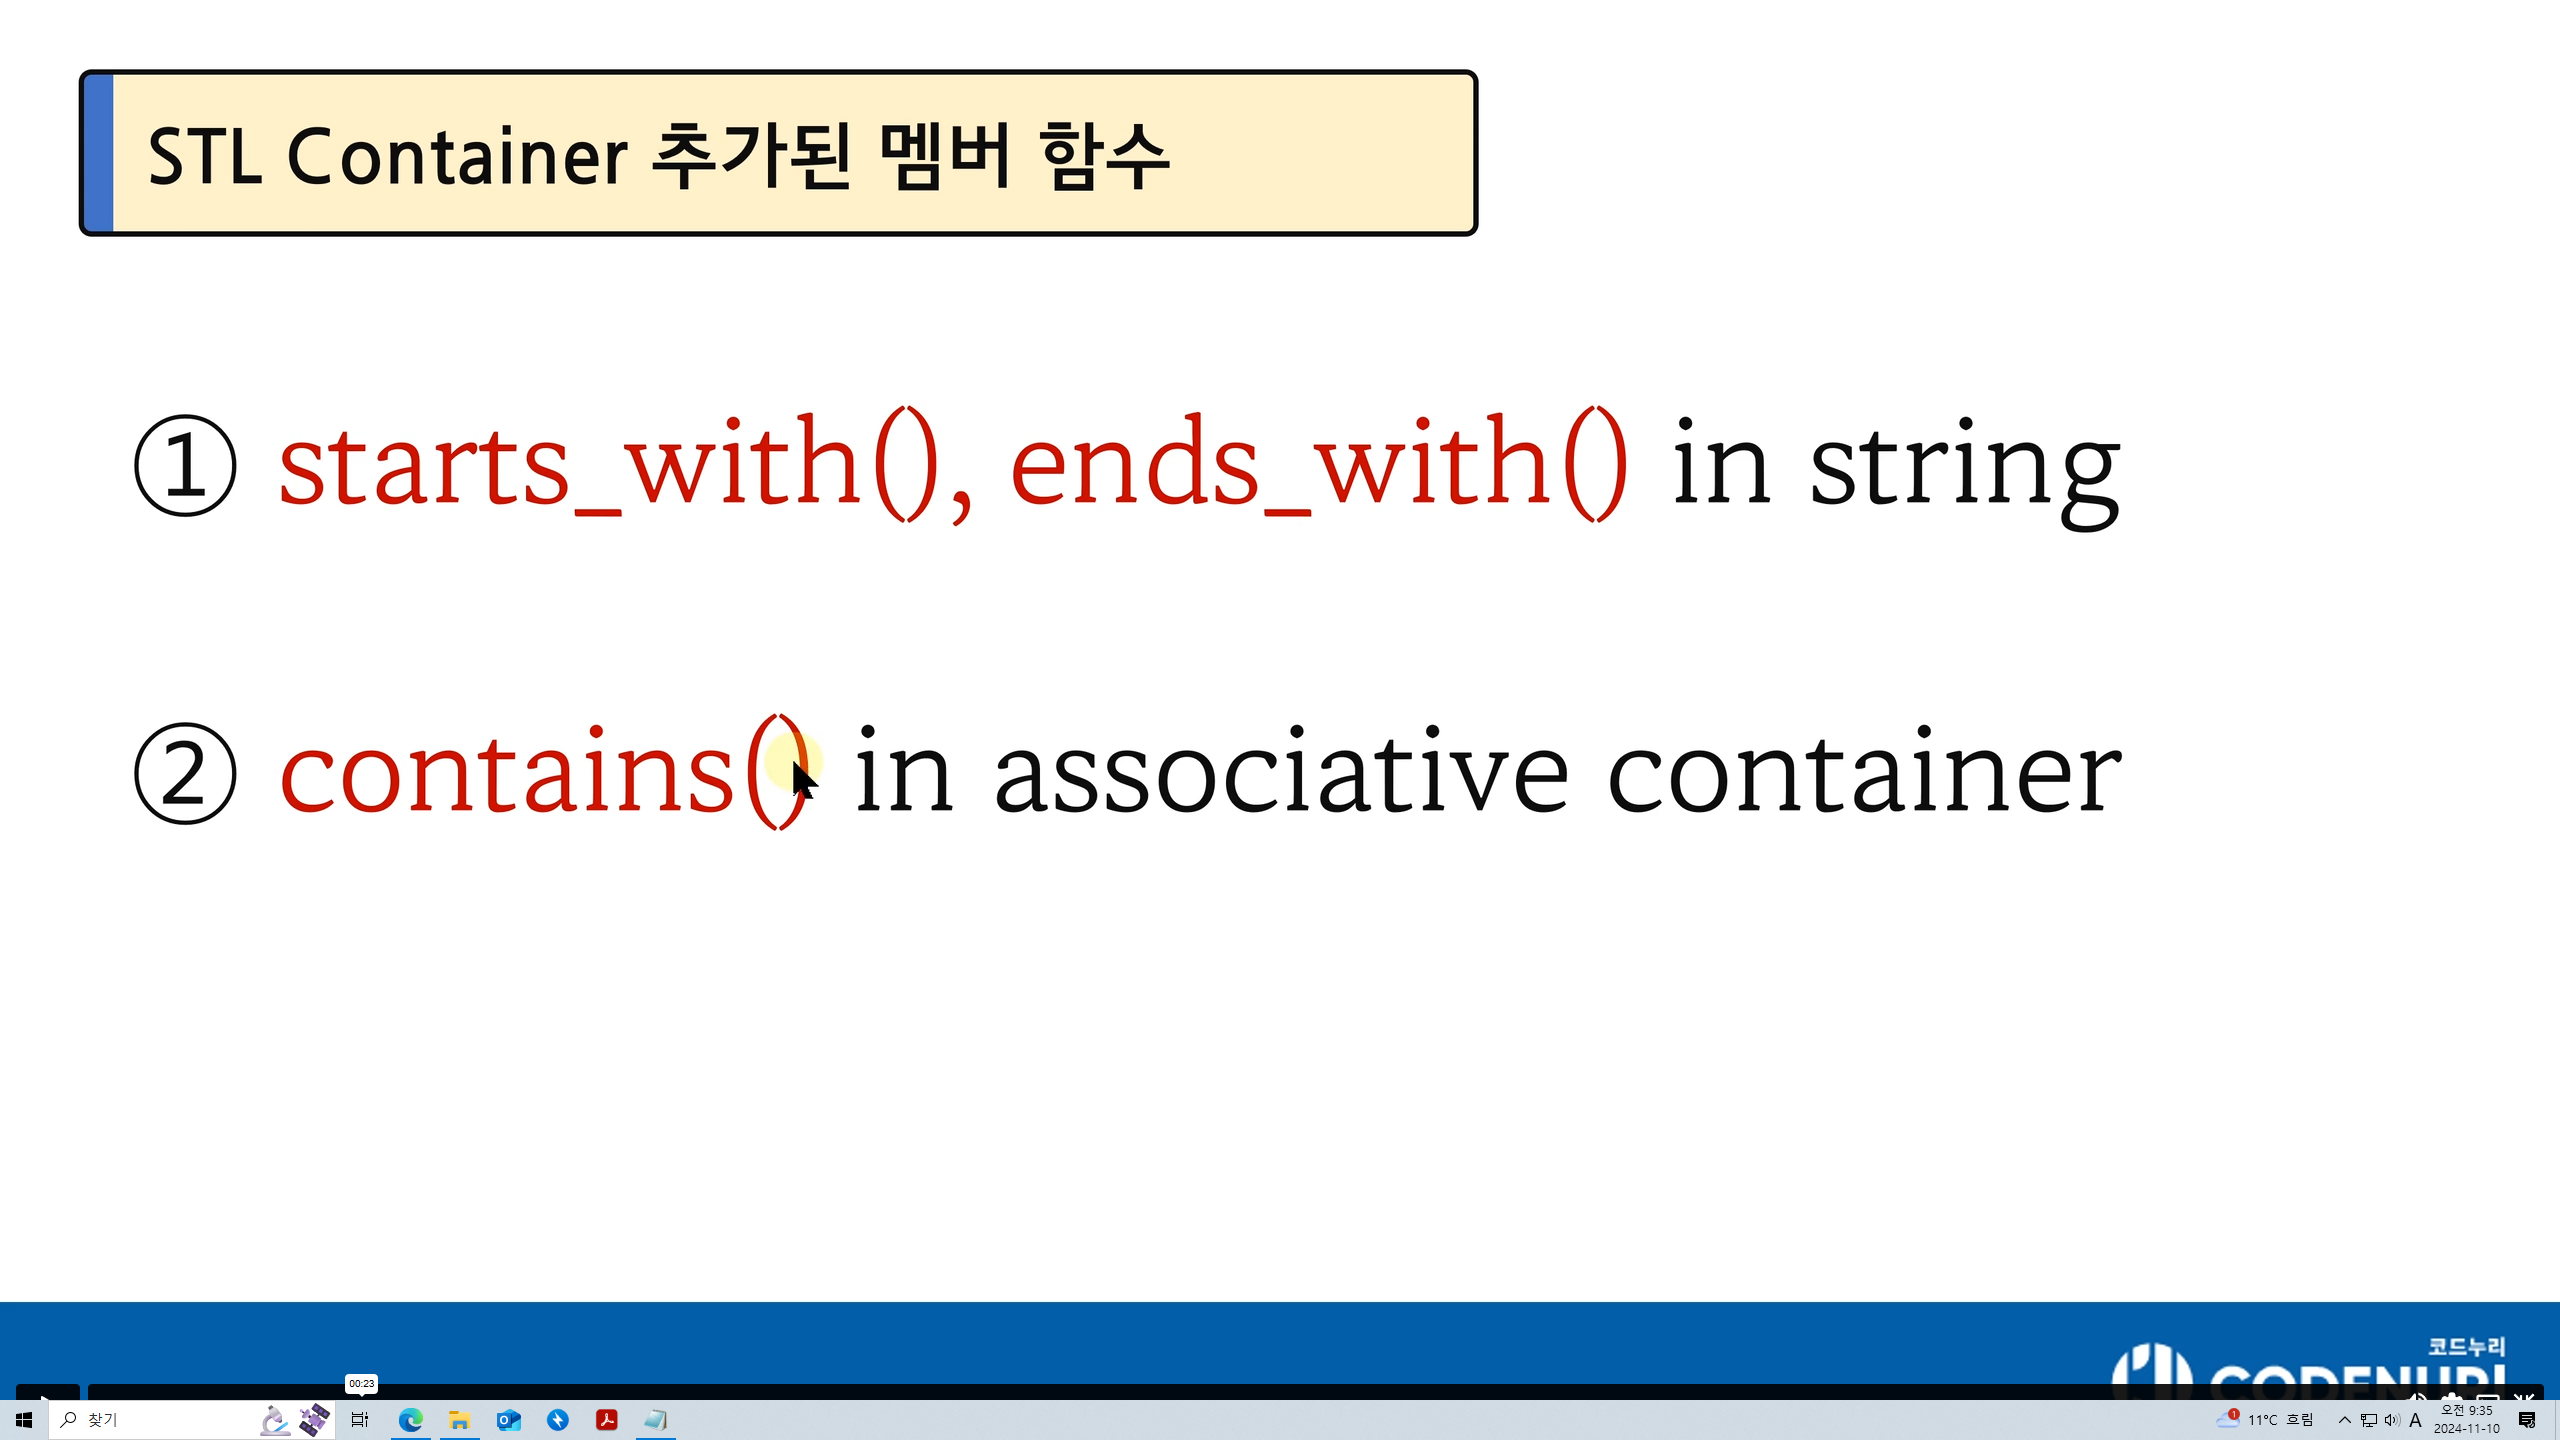 STL Container 추가된 멤버 함수
① starts_with(), ends_with() in string
② contains() in associative container
코드누리
CODENURI
00:23
찾기
1
11°C 흐림
A
오전 9:35
2024-11-10